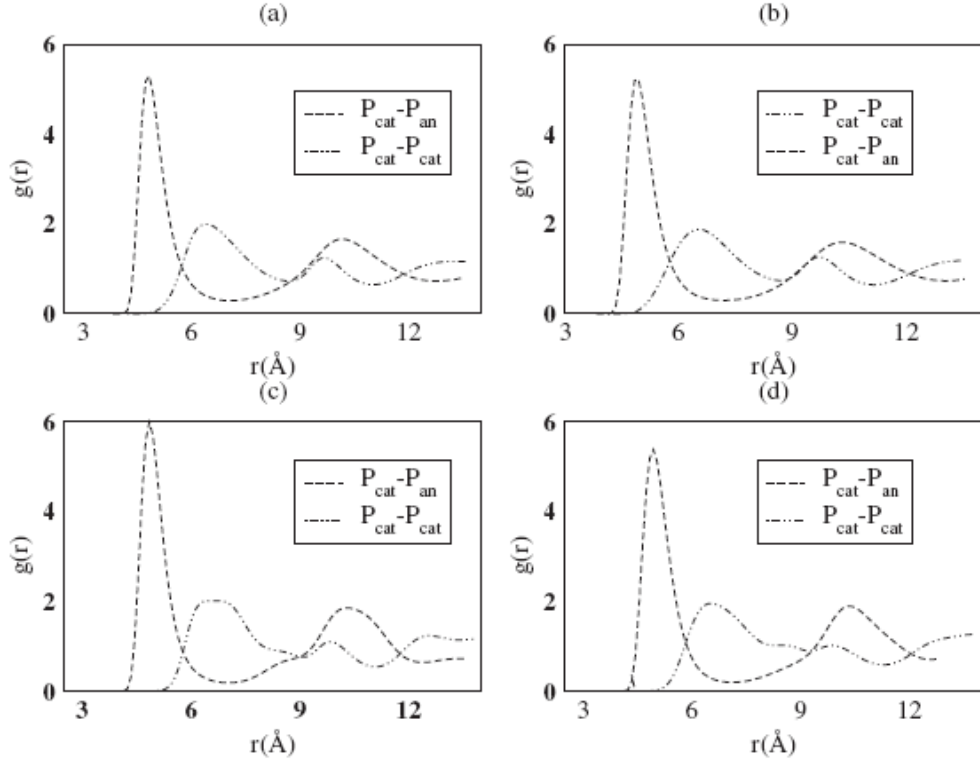 (a)
6
4
2
0
g(r)
P_cat-P_an
P_cat-P_cat
3 6 9 12
r(Å)
(b)
6
4
2
0
g(r)
P_cat-P_cat
P_cat-P_an
3 6 9 12
r(Å)
(c)
6
4
2
0
g(r)
P_cat-P_an
P_cat-P_cat
3 6 9 12
r(Å)
(d)
6
4
2
0
g(r)
P_cat-P_an
P_cat-P_cat
3 6 9 12
r(Å)